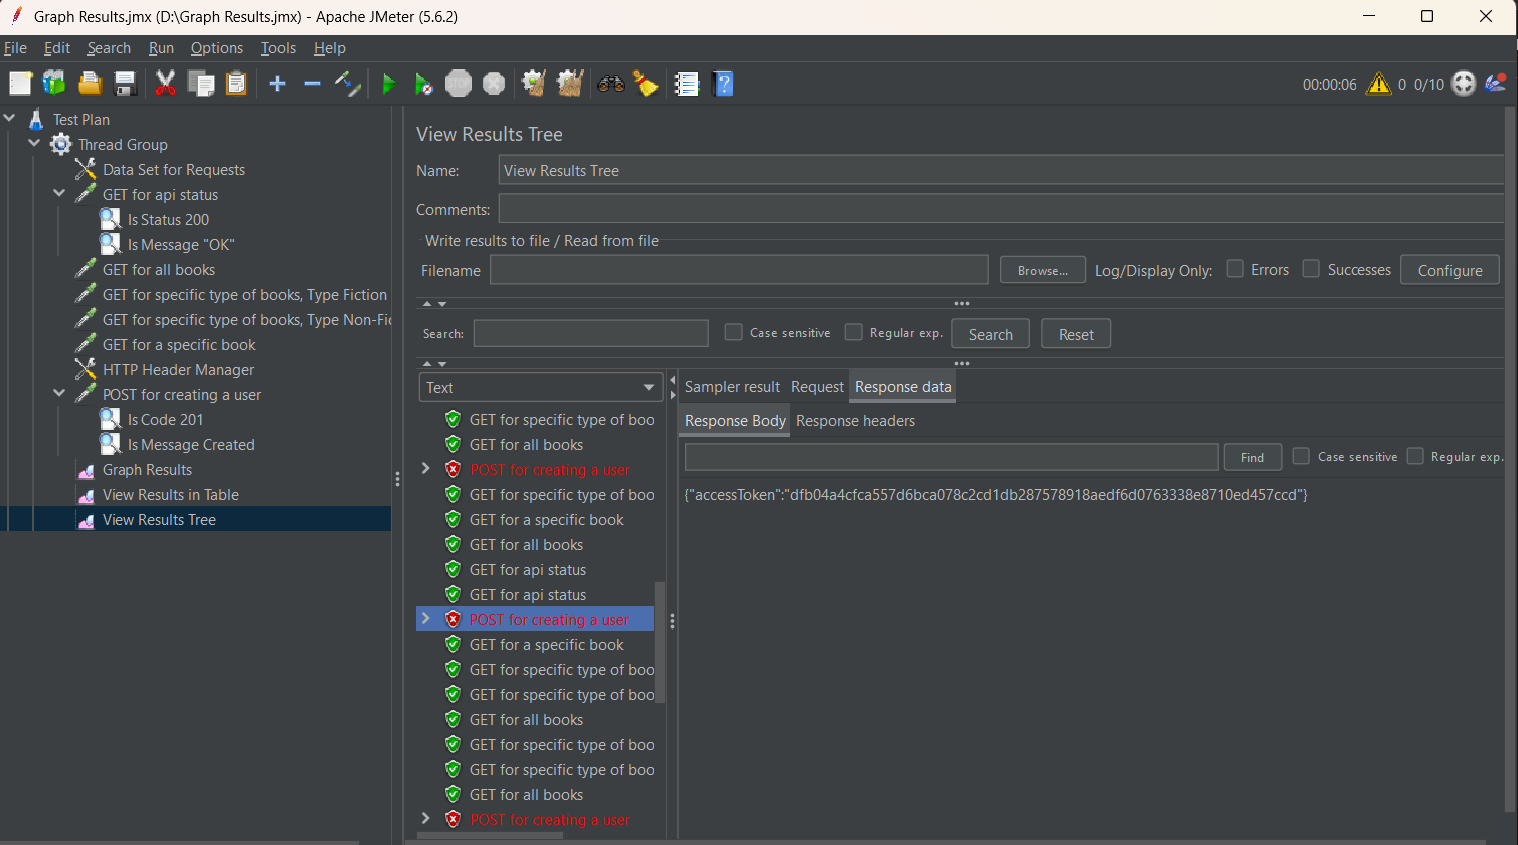 Graph Results.jmx (D:\Graph Results.jmx) - Apache JMeter (5.6.2)
File Edit Search Run Options Tools Help
STOP
00:00:06 0 0/10
Test Plan
Thread Group
Data Set for Requests
GET for api status
Is Status 200
Is Message "OK"
GET for all books
GET for specific type of books, Type Fiction
GET for specific type of books, Type Non-Fi
GET for a specific book
HTTP Header Manager
POST for creating a user
Is Code 201
Is Message Created
Graph Results
View Results in Table
View Results Tree
View Results Tree
Name: View Results Tree
Comments:
Write results to file / Read from file
Filename Browse... Log/Display Only: Errors Successes Configure
Search: Case sensitive Regular exp. Search Reset
Text
GET for specific type of boo
GET for all books
POST for creating a user
GET for specific type of boo
GET for a specific book
GET for all books
GET for api status
GET for api status
POST for creating a user
GET for a specific book
GET for specific type of boo
GET for specific type of boo
GET for all books
GET for specific type of boo
GET for specific type of boo
GET for all books
POST for creating a user
Sampler result Request Response data
Response Body Response headers
Find Case sensitive Regular exp.
{"accessToken":"dfb04a4cfca557d6bca078c2cd1db287578918aedf6d0763338e8710ed457ccd"}